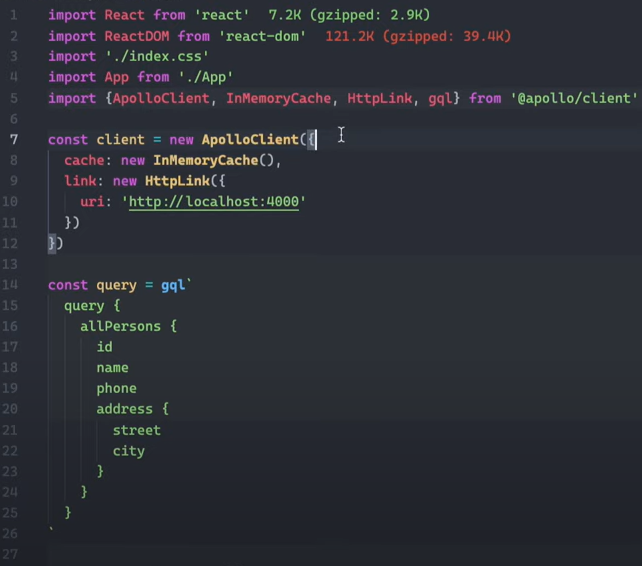 1 import React from 'react' 7.2K (gzipped: 2.9K)
2 import ReactDOM from 'react-dom' 121.2K (gzipped: 39.4K)
3 import './index.css'
4 import App from './App'
5 import {ApolloClient, InMemoryCache, HttpLink, gql} from '@apollo/client'
6
7 const client = new ApolloClient({
8   cache: new InMemoryCache(),
9   link: new HttpLink({
10     uri: 'http://localhost:4000'
11   })
12 })
13
14 const query = gql`
15   query {
16     allPersons {
17       id
18       name
19       phone
20       address {
21         street
22         city
23       }
24     }
25   }
26 `
27